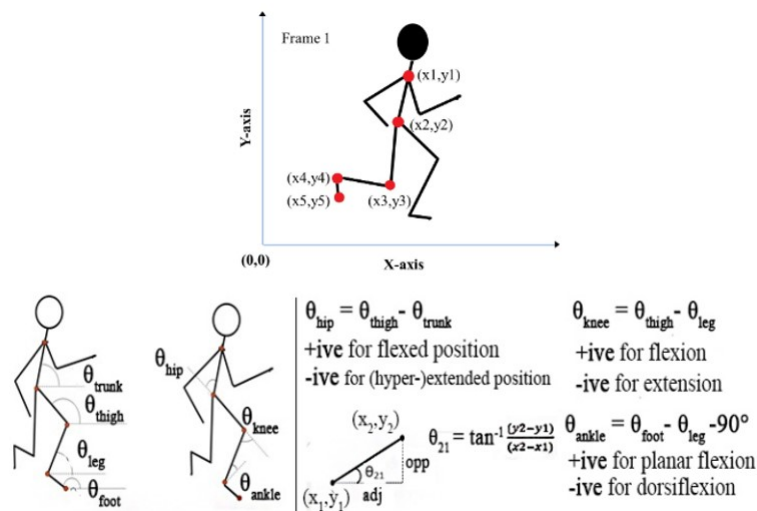 Frame 1
(x1,y1)
Y-axis
(x2,y2)
(x4,y4)
(x5,y5)
(x3,y3)
(0,0)
X-axis
θtrunk
θthigh
θleg
θfoot
θhip
θknee
θankle
θhip = θthigh- θtrunk
+ive for flexed position
-ive for (hyper-)extended position
θknee = θthigh- θleg
+ive for flexion
-ive for extension
(x2,y2)
θ21
opp
(x1,y1)
adj
θ21 = tan-1 (y2−y1)/(x2−x1)
θankle = θfoot- θleg -90°
+ive for planar flexion
-ive for dorsiflexion